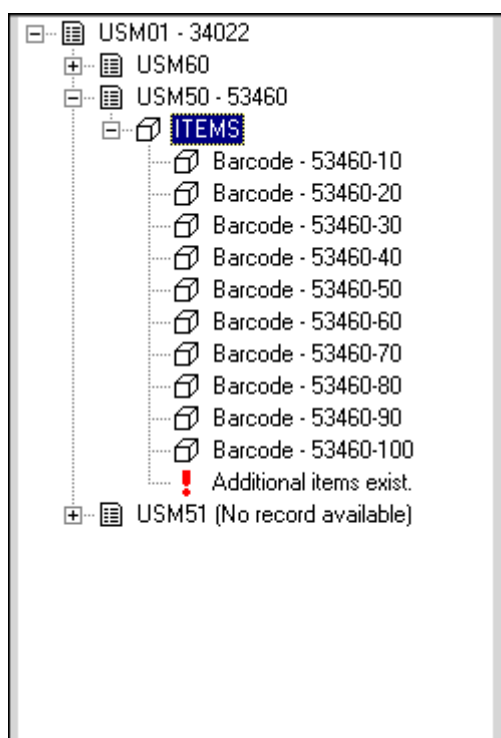 USM01 - 34022
USM60
USM50 - 53460
ITEMS
Barcode - 53460-10
Barcode - 53460-20
Barcode - 53460-30
Barcode - 53460-40
Barcode - 53460-50
Barcode - 53460-60
Barcode - 53460-70
Barcode - 53460-80
Barcode - 53460-90
Barcode - 53460-100
Additional items exist.
USM51 (No record available)